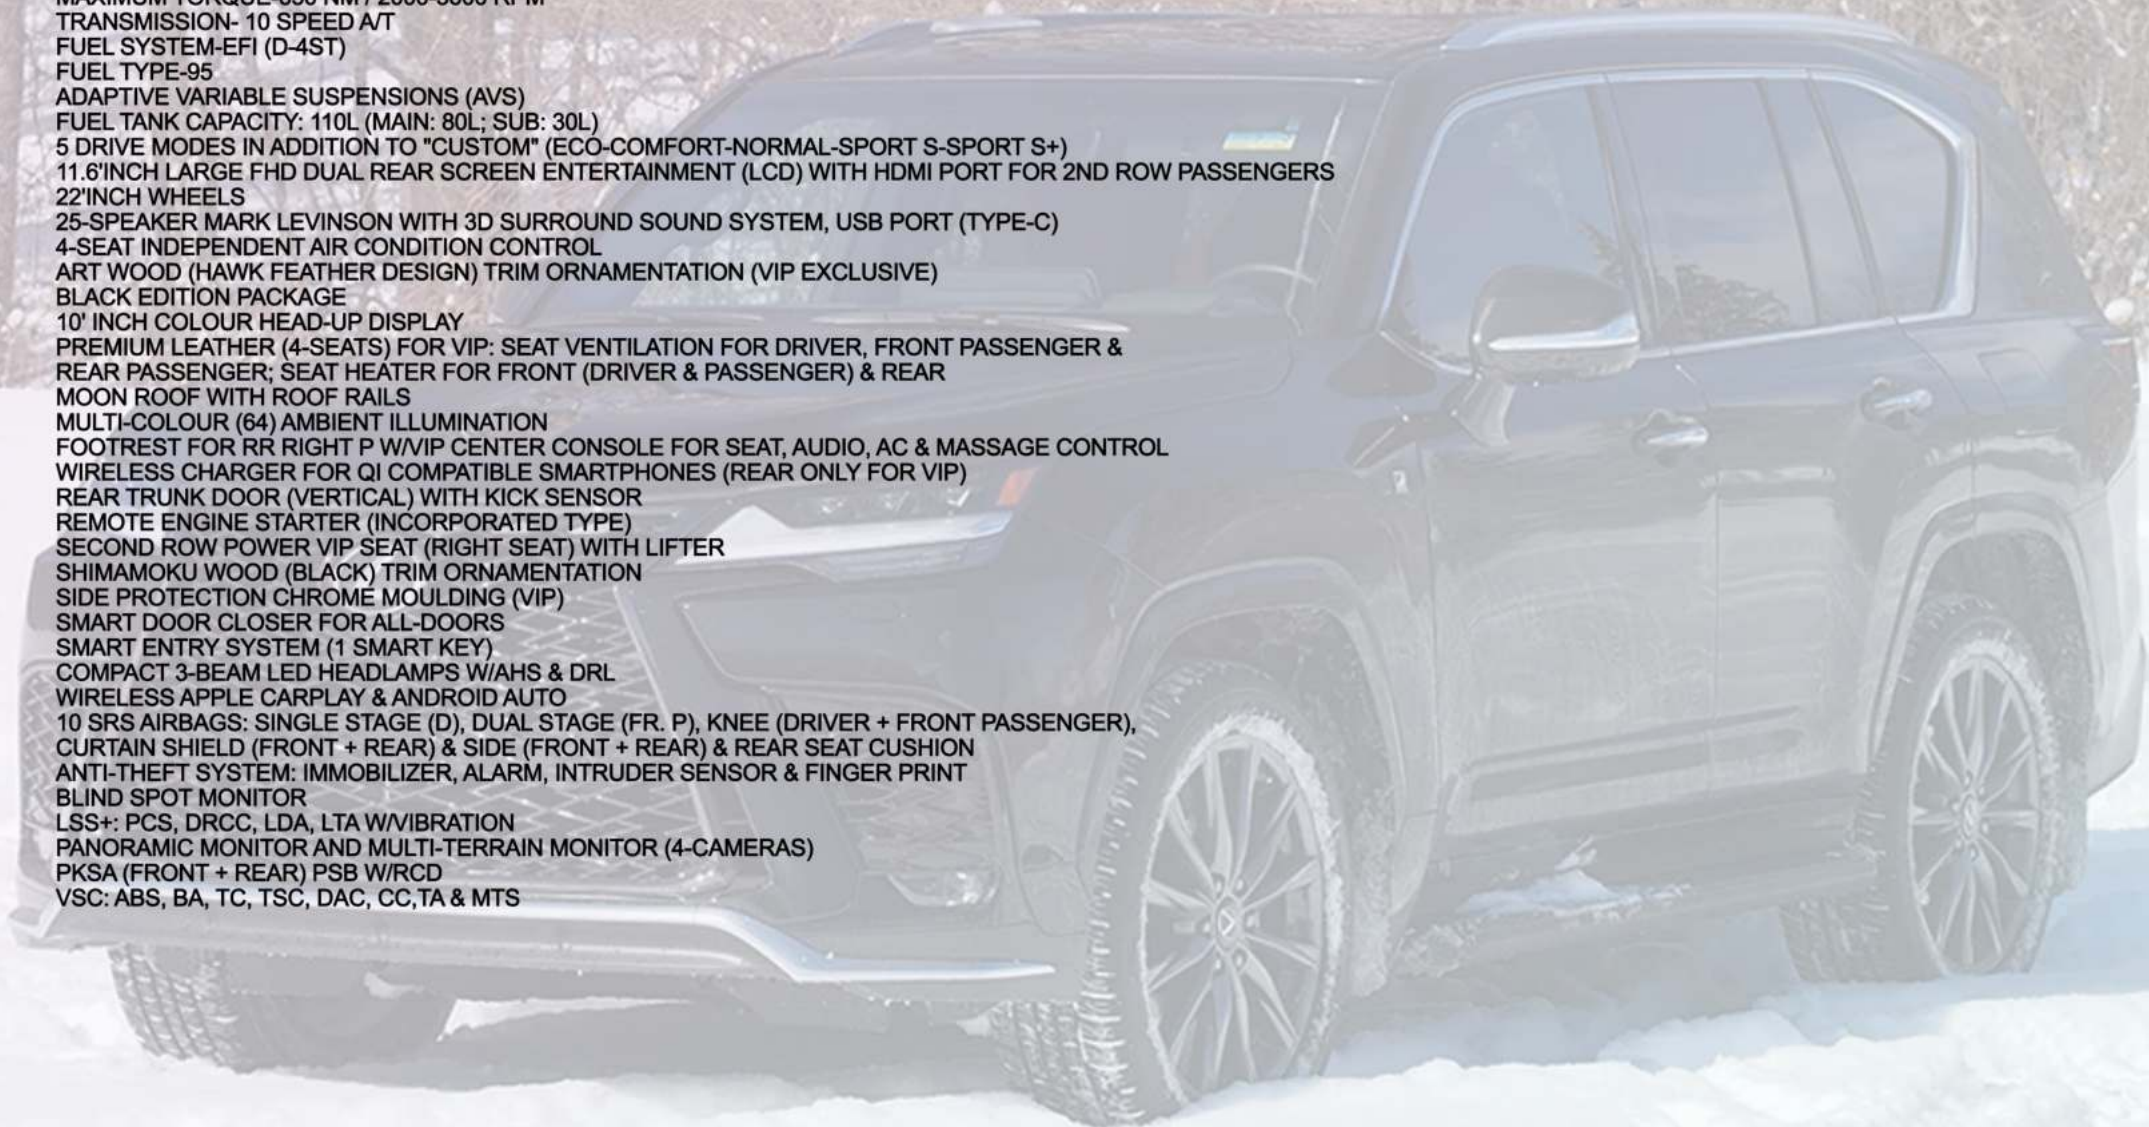 TRANSMISSION- 10 SPEED A/T
FUEL SYSTEM-EFI (D-4ST)
FUEL TYPE-95
ADAPTIVE VARIABLE SUSPENSIONS (AVS)
FUEL TANK CAPACITY: 110L (MAIN: 80L; SUB: 30L)
5 DRIVE MODES IN ADDITION TO "CUSTOM" (ECO-COMFORT-NORMAL-SPORT S-SPORT S+)
11.6'INCH LARGE FHD DUAL REAR SCREEN ENTERTAINMENT (LCD) WITH HDMI PORT FOR 2ND ROW PASSENGERS
22'INCH WHEELS
25-SPEAKER MARK LEVINSON WITH 3D SURROUND SOUND SYSTEM, USB PORT (TYPE-C)
4-SEAT INDEPENDENT AIR CONDITION CONTROL
ART WOOD (HAWK FEATHER DESIGN) TRIM ORNAMENTATION (VIP EXCLUSIVE)
BLACK EDITION PACKAGE
10' INCH COLOUR HEAD-UP DISPLAY
PREMIUM LEATHER (4-SEATS) FOR VIP: SEAT VENTILATION FOR DRIVER, FRONT PASSENGER &
REAR PASSENGER; SEAT HEATER FOR FRONT (DRIVER & PASSENGER) & REAR
MOON ROOF WITH ROOF RAILS
MULTI-COLOUR (64) AMBIENT ILLUMINATION
FOOTREST FOR RR RIGHT P W/VIP CENTER CONSOLE FOR SEAT, AUDIO, AC & MASSAGE CONTROL
WIRELESS CHARGER FOR QI COMPATIBLE SMARTPHONES (REAR ONLY FOR VIP)
REAR TRUNK DOOR (VERTICAL) WITH KICK SENSOR
REMOTE ENGINE STARTER (INCORPORATED TYPE)
SECOND ROW POWER VIP SEAT (RIGHT SEAT) WITH LIFTER
SHIMAMOKU WOOD (BLACK) TRIM ORNAMENTATION
SIDE PROTECTION CHROME MOULDING (VIP)
SMART DOOR CLOSER FOR ALL-DOORS
SMART ENTRY SYSTEM (1 SMART KEY)
COMPACT 3-BEAM LED HEADLAMPS W/AHS & DRL
WIRELESS APPLE CARPLAY & ANDROID AUTO
10 SRS AIRBAGS: SINGLE STAGE (D), DUAL STAGE (FR. P), KNEE (DRIVER + FRONT PASSENGER),
CURTAIN SHIELD (FRONT + REAR) & SIDE (FRONT + REAR) & REAR SEAT CUSHION
ANTI-THEFT SYSTEM: IMMOBILIZER, ALARM, INTRUDER SENSOR & FINGER PRINT
BLIND SPOT MONITOR
LSS+: PCS, DRCC, LDA, LTA W/VIBRATION
PANORAMIC MONITOR AND MULTI-TERRAIN MONITOR (4-CAMERAS)
PKSA (FRONT + REAR) PSB W/RCD
VSC: ABS, BA, TC, TSC, DAC, CC,TA & MTS